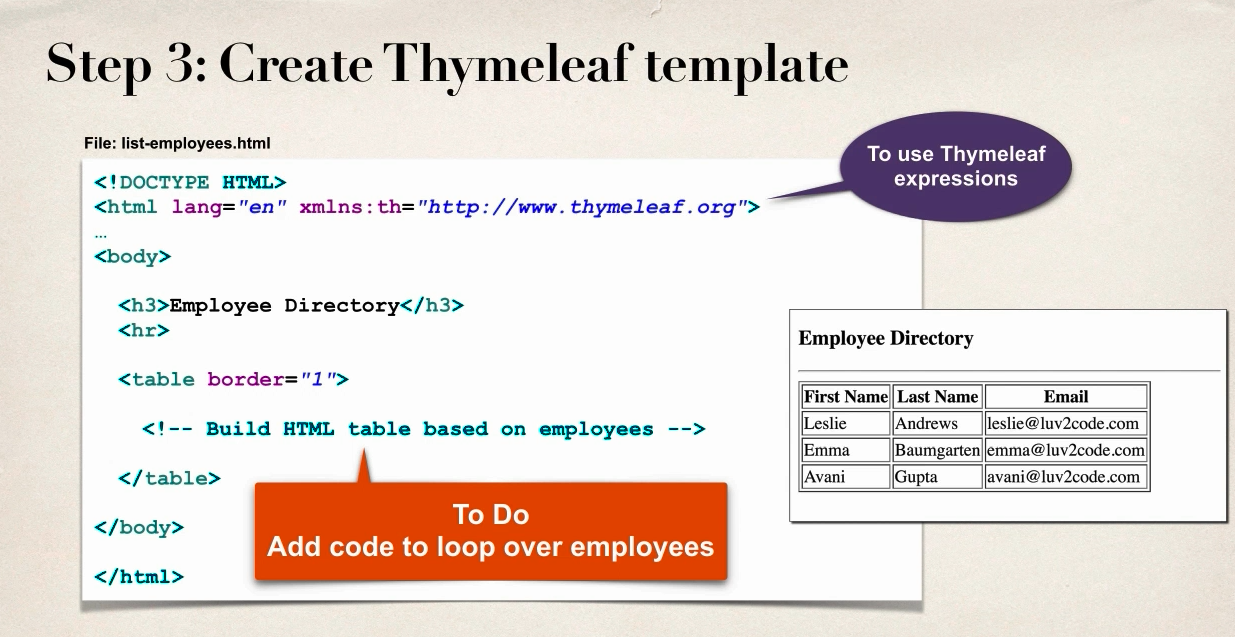 Step 3: Create Thymeleaf template
File: list-employees.html
To use Thymeleaf
expressions
<!DOCTYPE HTML>
<html lang="en" xmlns:th="http://www.thymeleaf.org">
…
<body>
<h3>Employee Directory</h3>
<hr>
<table border="1">
<!-- Build HTML table based on employees -->
</table>
</body>
</html>
To Do
Add code to loop over employees
Employee Directory
First Name Last Name Email
Leslie Andrews leslie@luv2code.com
Emma Baumgarten emma@luv2code.com
Avani Gupta avani@luv2code.com